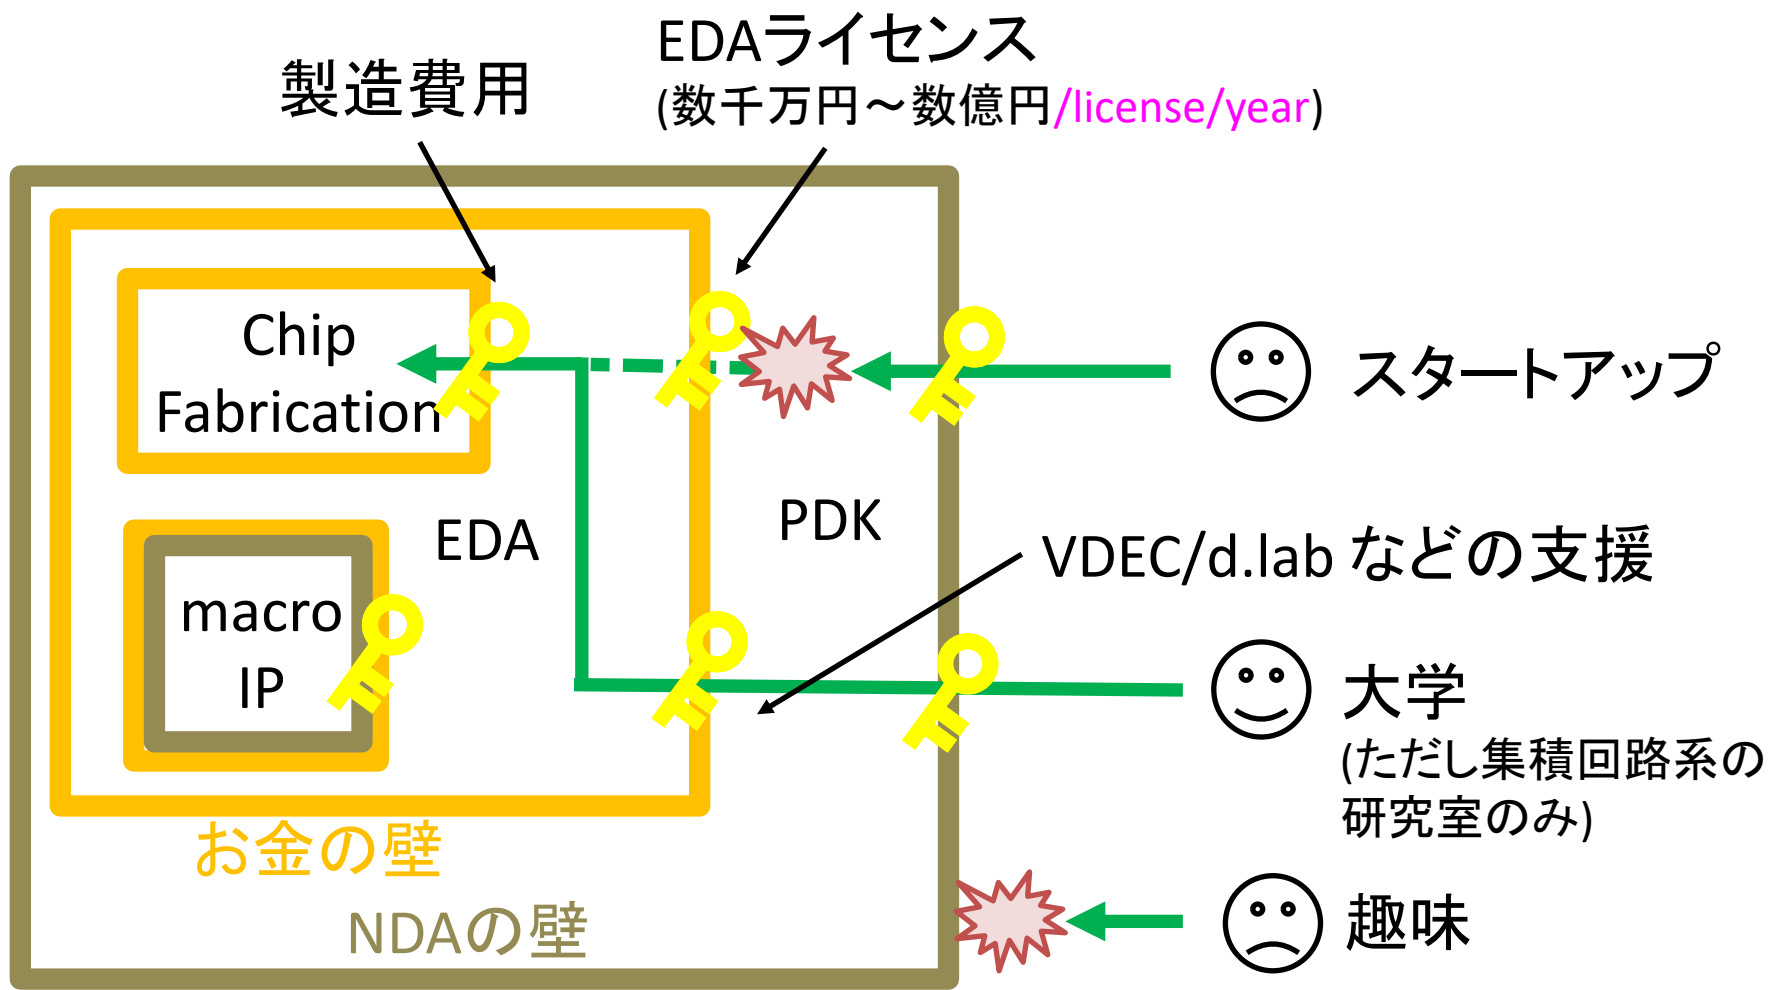 EDAライセンス
(数千万円～数億円/license/year)
製造費用
Chip
Fabrication
スタートアップ
EDA
PDK
VDEC/d.lab などの支援
macro
IP
大学
(ただし集積回路系の
研究室のみ)
お金の壁
NDAの壁
趣味